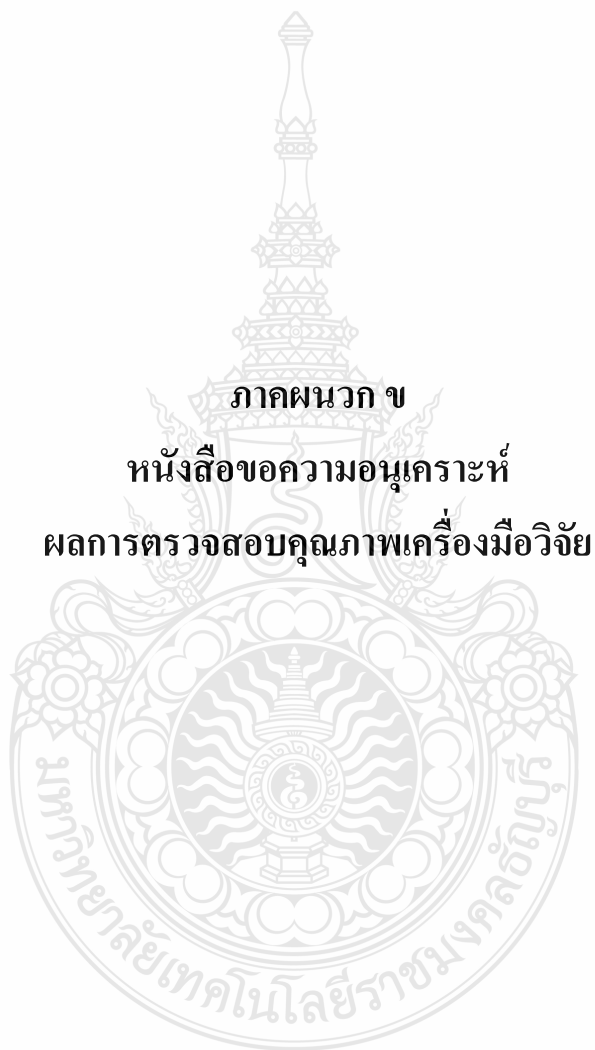 ภาคผนวก ข
หนังสือขอความอนุเคราะห์
ผลการตรวจสอบคุณภาพเครื่องมือวิจัย
มหาวิทยาลัยเทคโนโลยีราชมงคลธัญบุรี